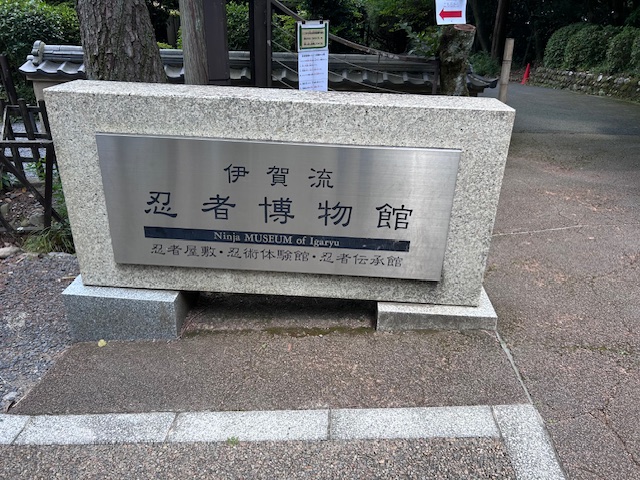 伊賀流
忍者博物館
Ninja MUSEUM of Igaryu
忍者屋敷・忍術体験館・忍者伝承館